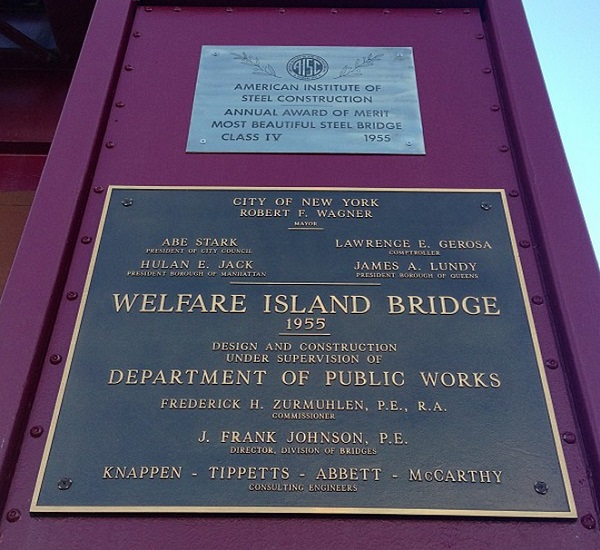 AISC
AMERICAN INSTITUTE OF
STEEL CONSTRUCTION
ANNUAL AWARD OF MERIT
MOST BEAUTIFUL STEEL BRIDGE
CLASS IV 1955
CITY OF NEW YORK
ROBERT F. WAGNER
MAYOR
ABE STARK
PRESIDENT OF CITY COUNCIL
LAWRENCE E. GEROSA
COMPTROLLER
HULAN E. JACK
PRESIDENT BOROUGH OF MANHATTAN
JAMES A. LUNDY
PRESIDENT BOROUGH OF QUEENS
WELFARE ISLAND BRIDGE
1955
DESIGN AND CONSTRUCTION
UNDER SUPERVISION OF
DEPARTMENT OF PUBLIC WORKS
FREDERICK H. ZURMUHLEN, P.E., R.A.
COMMISSIONER
J. FRANK JOHNSON, P.E.
DIRECTOR, DIVISION OF BRIDGES
KNAPPEN - TIPPETTS - ABBETT - McCARTHY
CONSULTING ENGINEERS